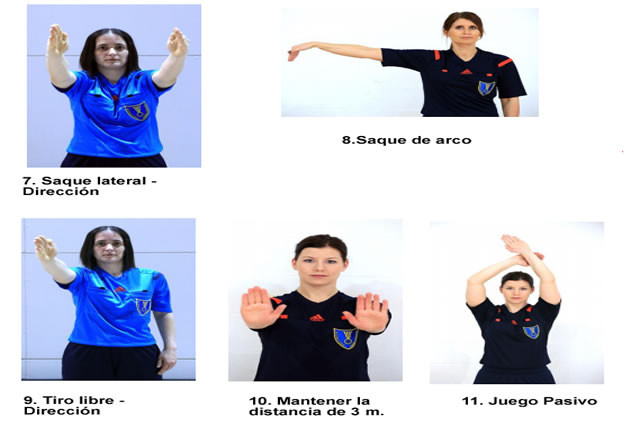 7. Saque lateral -
Dirección
8.Saque de arco
9. Tiro libre -
Dirección
10. Mantener la
distancia de 3 m.
11. Juego Pasivo